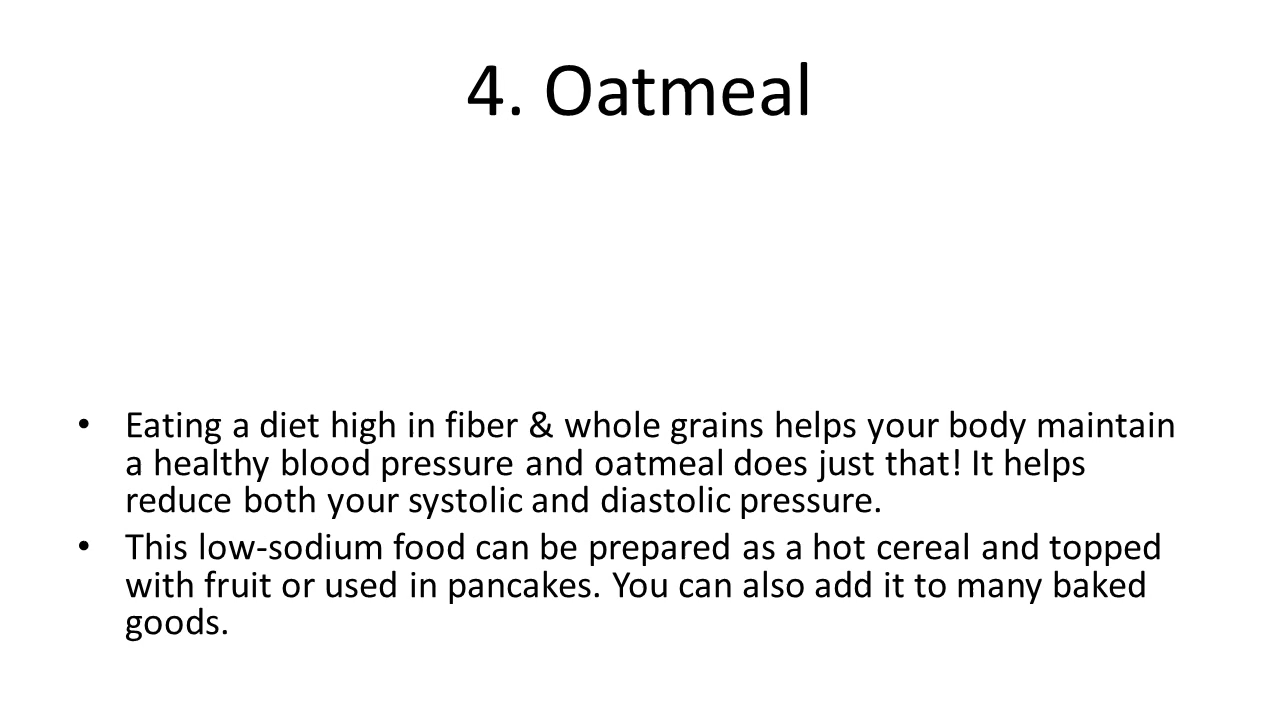 4. Oatmeal
• Eating a diet high in fiber & whole grains helps your body maintain
a healthy blood pressure and oatmeal does just that! It helps
reduce both your systolic and diastolic pressure.
• This low-sodium food can be prepared as a hot cereal and topped
with fruit or used in pancakes. You can also add it to many baked
goods.